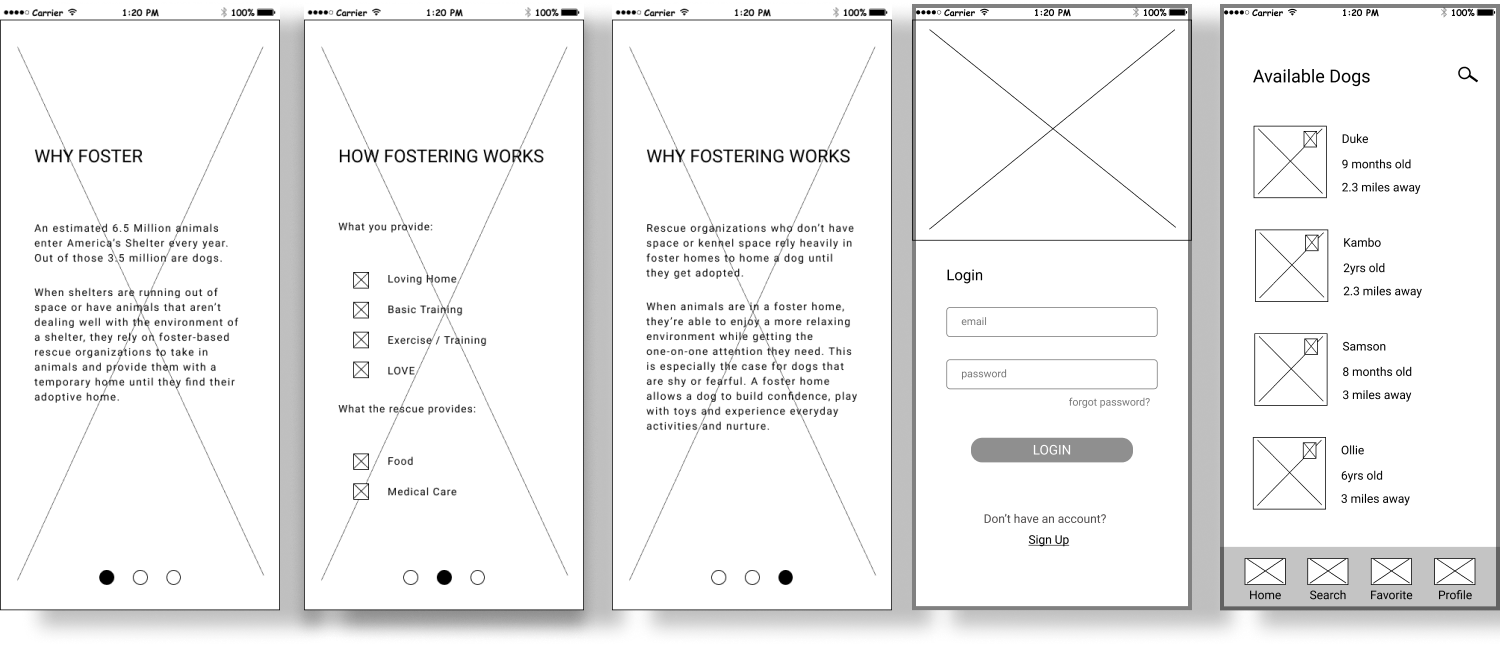 Carrier 1:20 PM 100%
WHY FOSTER
An estimated 6.5 Million animals
enter America's Shelter every year.
Out of those 3.5 million are dogs.
When shelters are running out of
space or have animals that aren't
dealing well with the environment of
a shelter, they rely on foster-based
rescue organizations to take in
animals and provide them with a
temporary home until they find their
adoptive home.
Carrier 1:20 PM 100%
HOW FOSTERING WORKS
What you provide:
Loving Home
Basic Training
Exercise / Training
LOVE
What the rescue provides:
Food
Medical Care
Carrier 1:20 PM 100%
WHY FOSTERING WORKS
Rescue organizations who don't have
space or kennel space rely heavily in
foster homes to home a dog until
they get adopted.
When animals are in a foster home,
they're able to enjoy a more relaxing
environment while getting the
one-on-one attention they need. This
is especially the case for dogs that
are shy or fearful. A foster home
allows a dog to build confidence, play
with toys and experience everyday
activities and nurture.
Carrier 1:20 PM 100%
Login
email
password
forgot password?
LOGIN
Don't have an account?
Sign Up
Carrier 1:20 PM 100%
Available Dogs
Duke
9 months old
2.3 miles away
Kambo
2yrs old
2.3 miles away
Samson
8 months old
3 miles away
Ollie
6yrs old
3 miles away
Home Search Favorite Profile